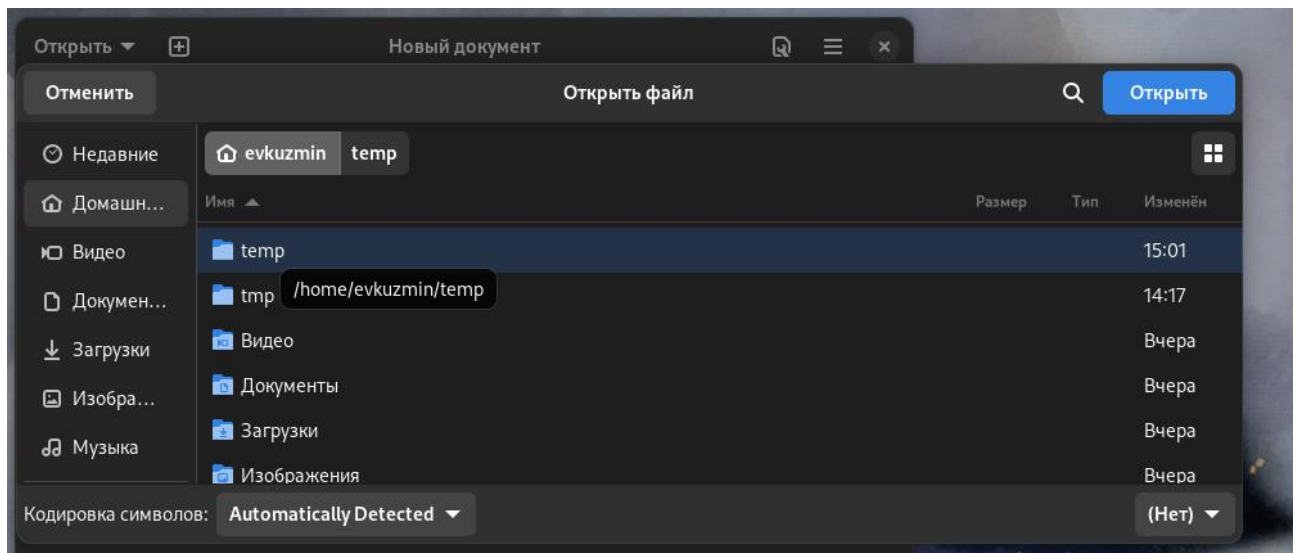 Открыть Новый документ
Отменить Открыть файл Открыть
Недавние evkuzmin temp
Домашн... Имя Размер Тип Изменён
Видео temp 15:01
/home/evkuzmin/temp
Докумен... tmp 14:17
Загрузки Видео Вчера
Изобра... Документы Вчера
Музыка Загрузки Вчера
Изображения Вчера
Кодировка символов: Automatically Detected (Нет)